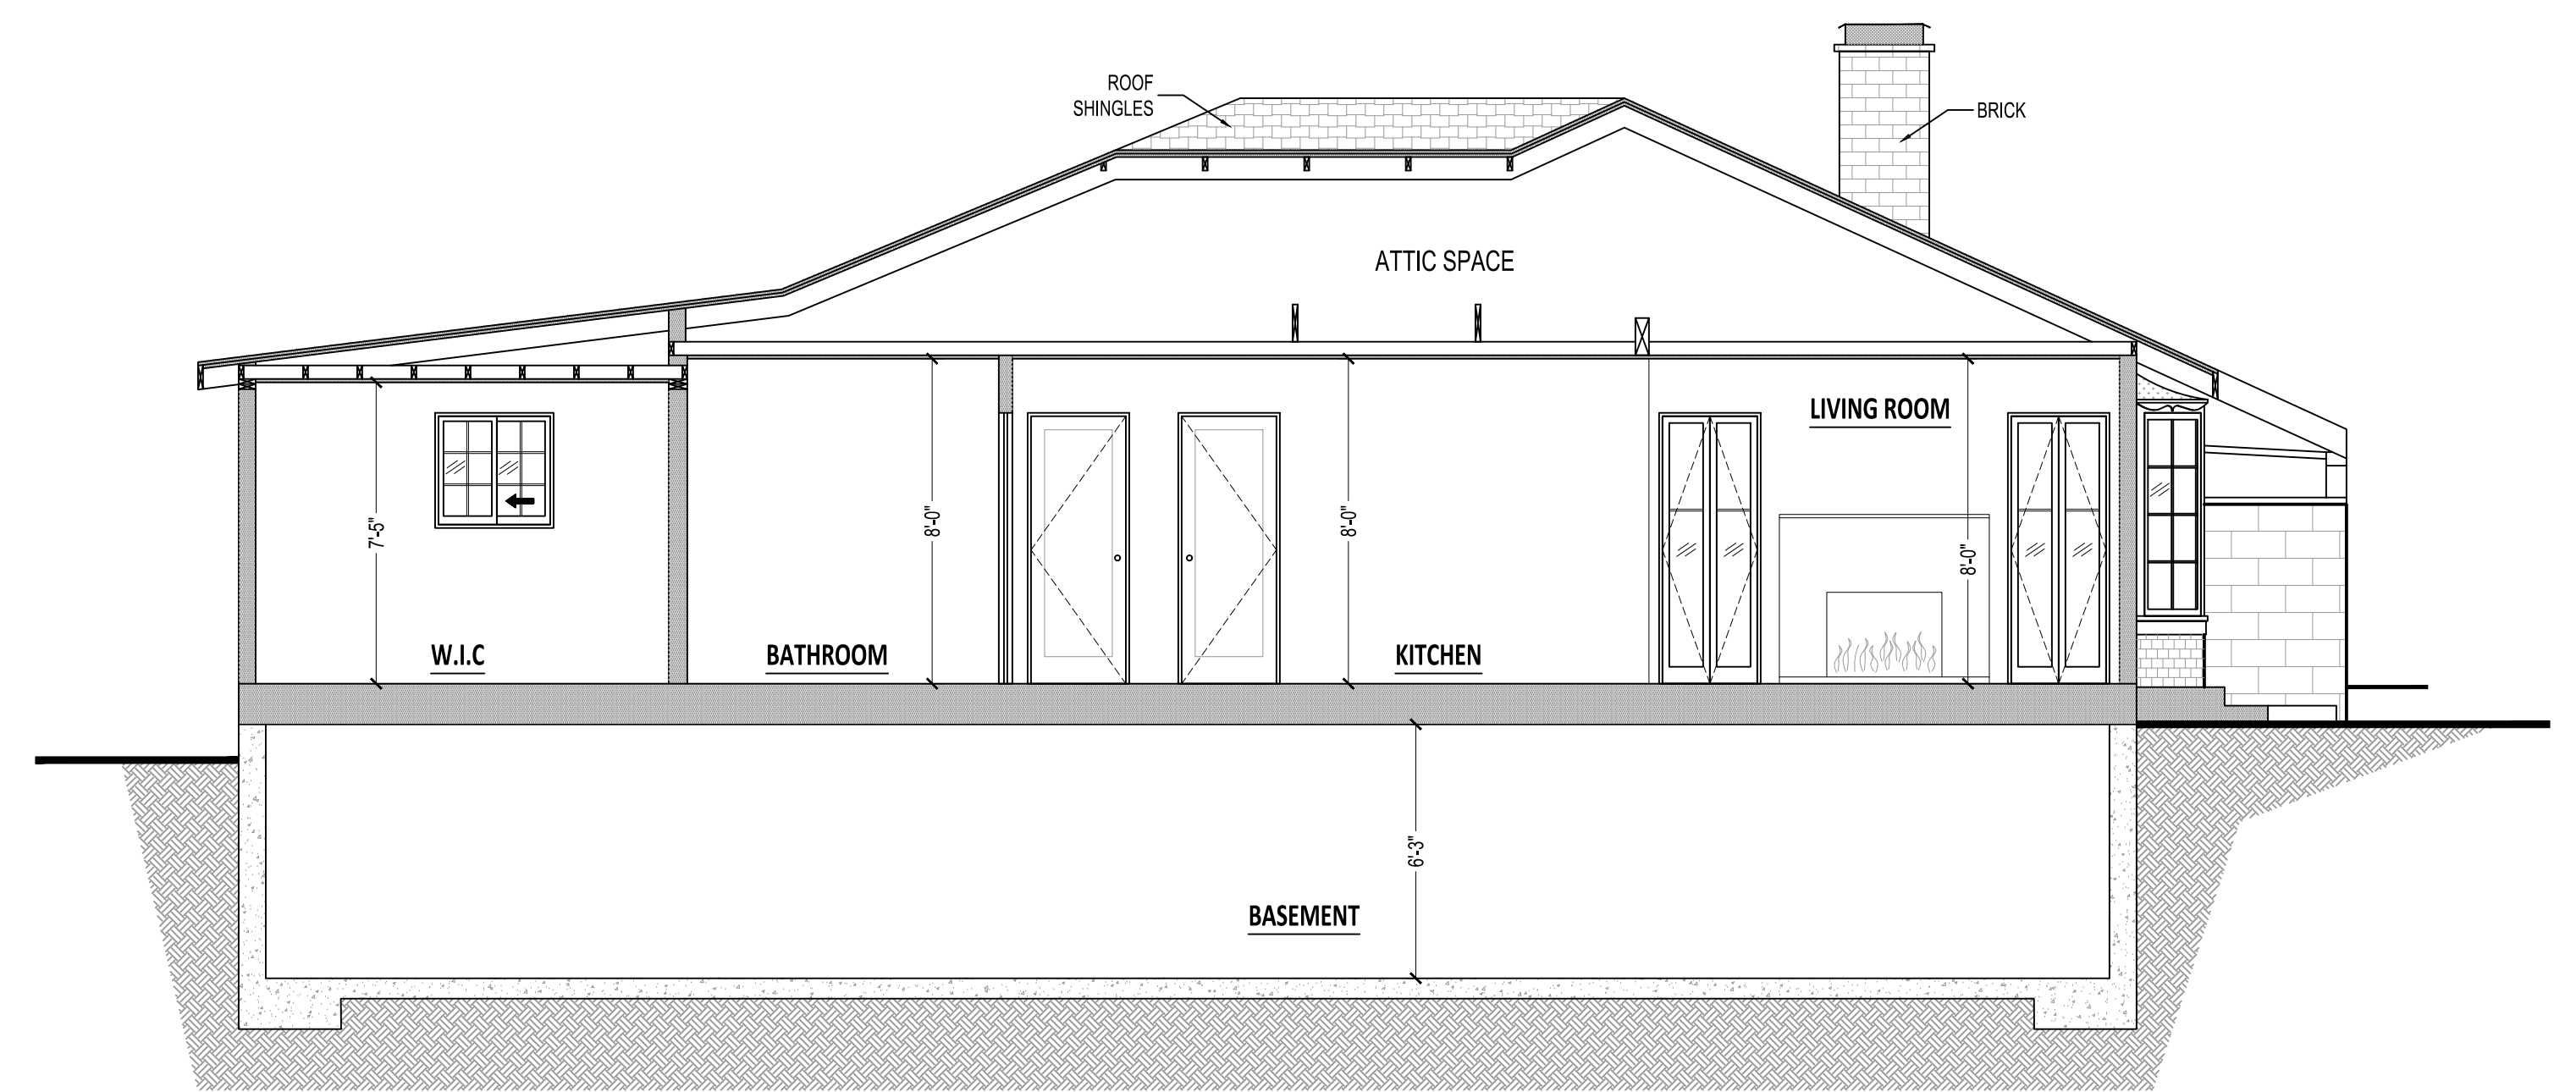 ROOF
SHINGLES
BRICK
ATTIC SPACE
LIVING ROOM
7'-5"
8'-0"
8'-0"
8'-0"
W.I.C
BATHROOM
KITCHEN
6'-3"
BASEMENT